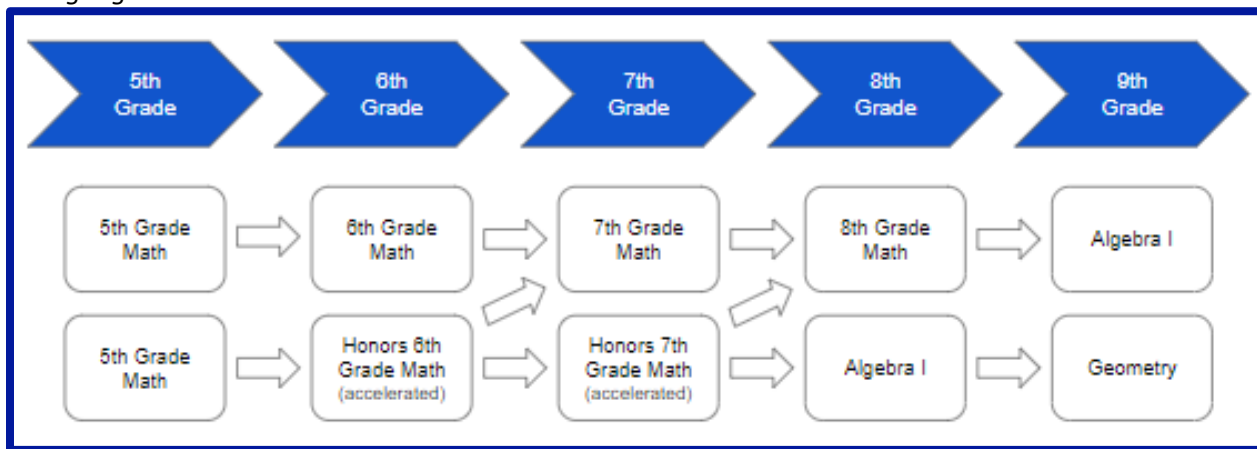 5th
Grade
6th
Grade
7th
Grade
8th
Grade
9th
Grade
5th Grade
Math
6th Grade
Math
7th Grade
Math
8th Grade
Math
Algebra I
5th Grade
Math
Honors 6th
Grade Math
(accelerated)
Honors 7th
Grade Math
(accelerated)
Algebra I
Geometry